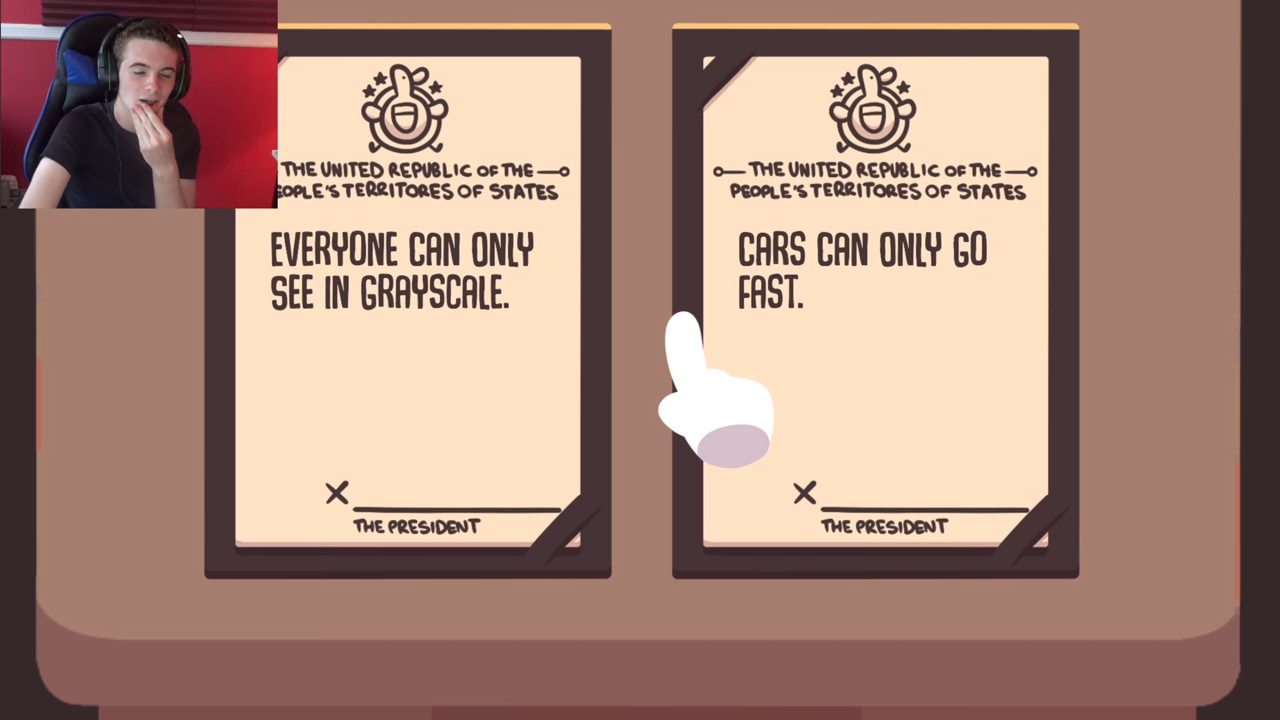 THE UNITED REPUBLIC OF THE
PEOPLE'S TERRITORES OF STATES
EVERYONE CAN ONLY
SEE IN GRAYSCALE.
X
THE PRESIDENT
THE UNITED REPUBLIC OF THE
PEOPLE'S TERRITORES OF STATES
CARS CAN ONLY GO
FAST.
X
THE PRESIDENT